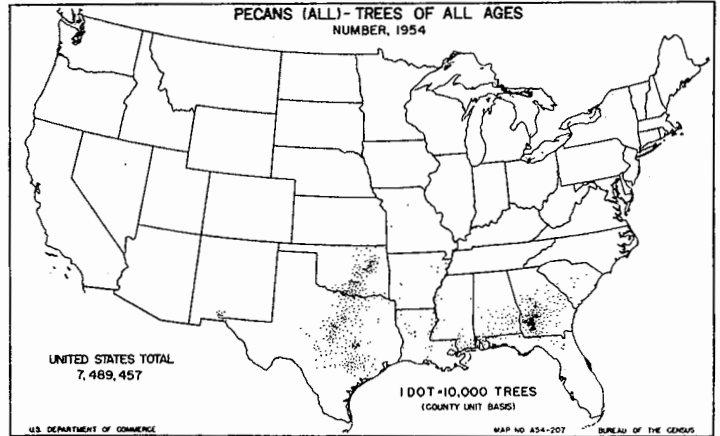 PECANS (ALL) - TREES OF ALL AGES
NUMBER, 1954
UNITED STATES TOTAL
7,489,457
1 DOT = 10,000 TREES
(COUNTY UNIT BASIS)
U.S. DEPARTMENT OF COMMERCE
MAP NO A54-207
BUREAU OF THE CENSUS